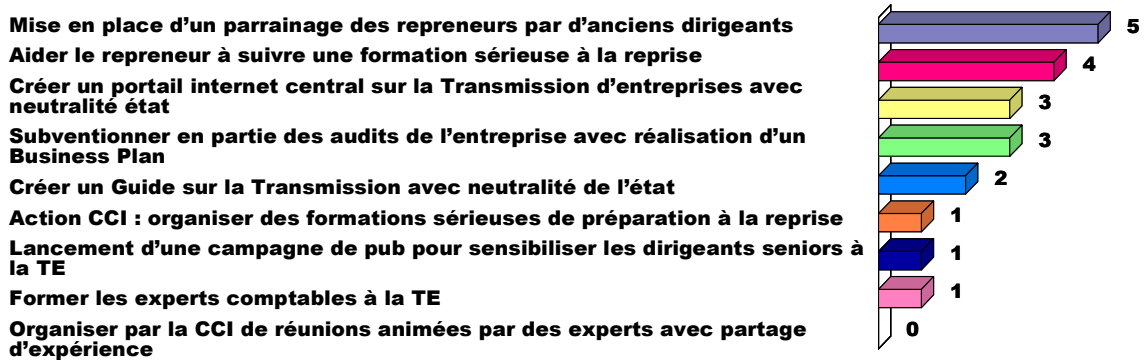 Mise en place d'un parrainage des repreneurs par d'anciens dirigeants
5
Aider le repreneur à suivre une formation sérieuse à la reprise
4
Créer un portail internet central sur la Transmission d'entreprises avec
neutralité état
3
Subventionner en partie des audits de l'entreprise avec réalisation d'un
Business Plan
3
Créer un Guide sur la Transmission avec neutralité de l'état
2
Action CCI : organiser des formations sérieuses de préparation à la reprise
1
Lancement d'une campagne de pub pour sensibiliser les dirigeants seniors à
la TE
1
Former les experts comptables à la TE
1
Organiser par la CCI de réunions animées par des experts avec partage
d'expérience
0